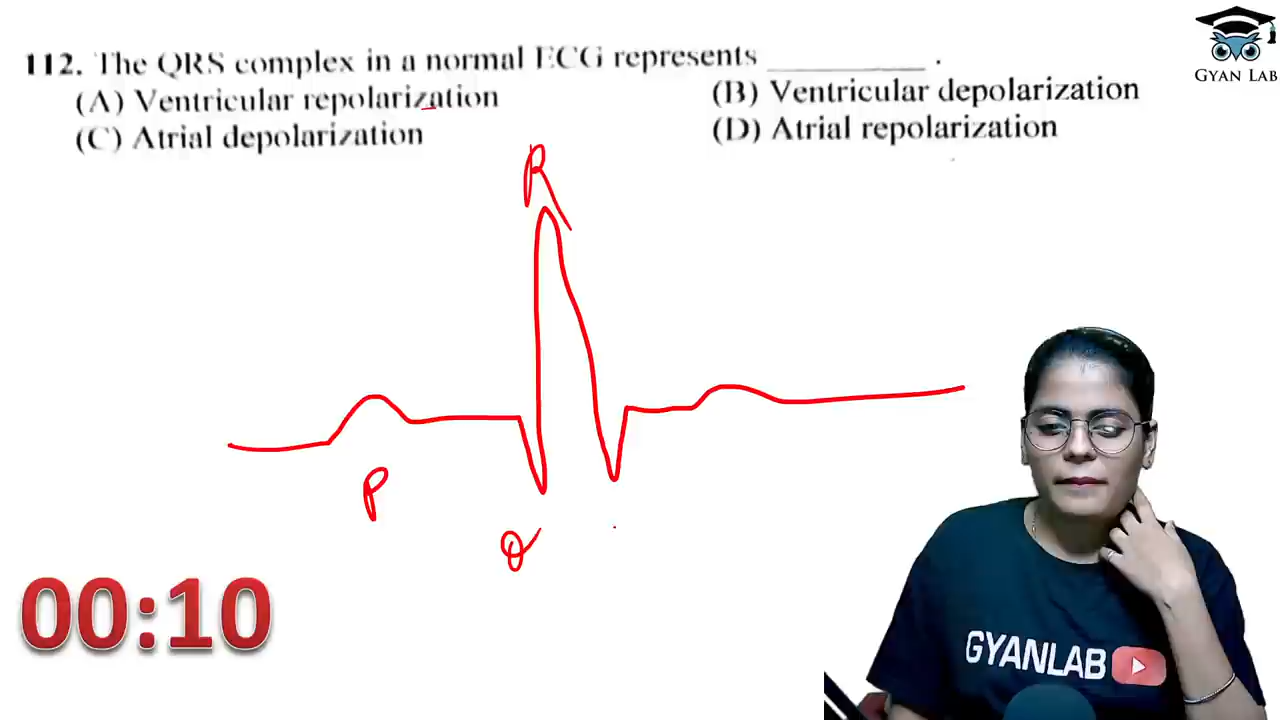 GYAN LAB
112. The QRS complex in a normal ECG represents __________ .
(A) Ventricular repolarization (B) Ventricular depolarization
(C) Atrial depolarization (D) Atrial repolarization
R
P
Q
00:10
GYANLAB